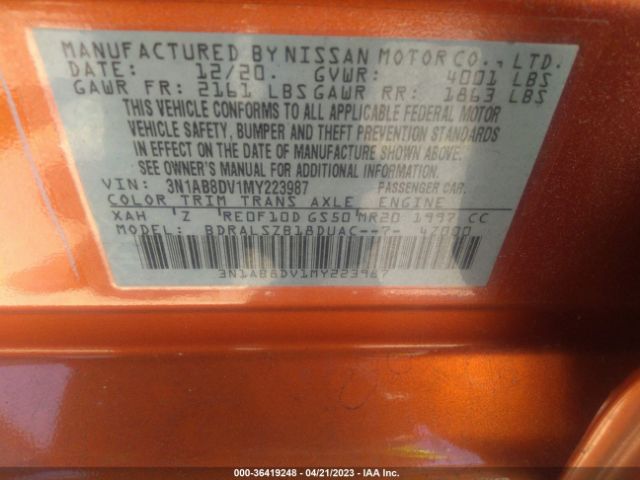 MANUFACTURED BY NISSAN MOTOR CO., LTD.
DATE: 12/20. GVWR: 4001 LBS
GAWR FR: 2161 LBS GAWR RR: 1863 LBS
THIS VEHICLE CONFORMS TO ALL APPLICABLE FEDERAL MOTOR
VEHICLE SAFETY, BUMPER AND THEFT PREVENTION STANDARDS
IN EFFECT ON THE DATE OF MANUFACTURE SHOWN ABOVE.
SEE OWNER'S MANUAL FOR ADDITIONAL INFORMATION.
VIN: 3N1AB8DV1MY223987 PASSENGER CAR.
COLOR TRIM TRANS AXLE ENGINE
XAH Z RE0F10D GS50 MR20 1997 CC
MODEL: BDRALSZB18DUAC--7- 47000
3N1AB8DV1MY223987
000-36419248 - 04/21/2023 - IAA Inc.